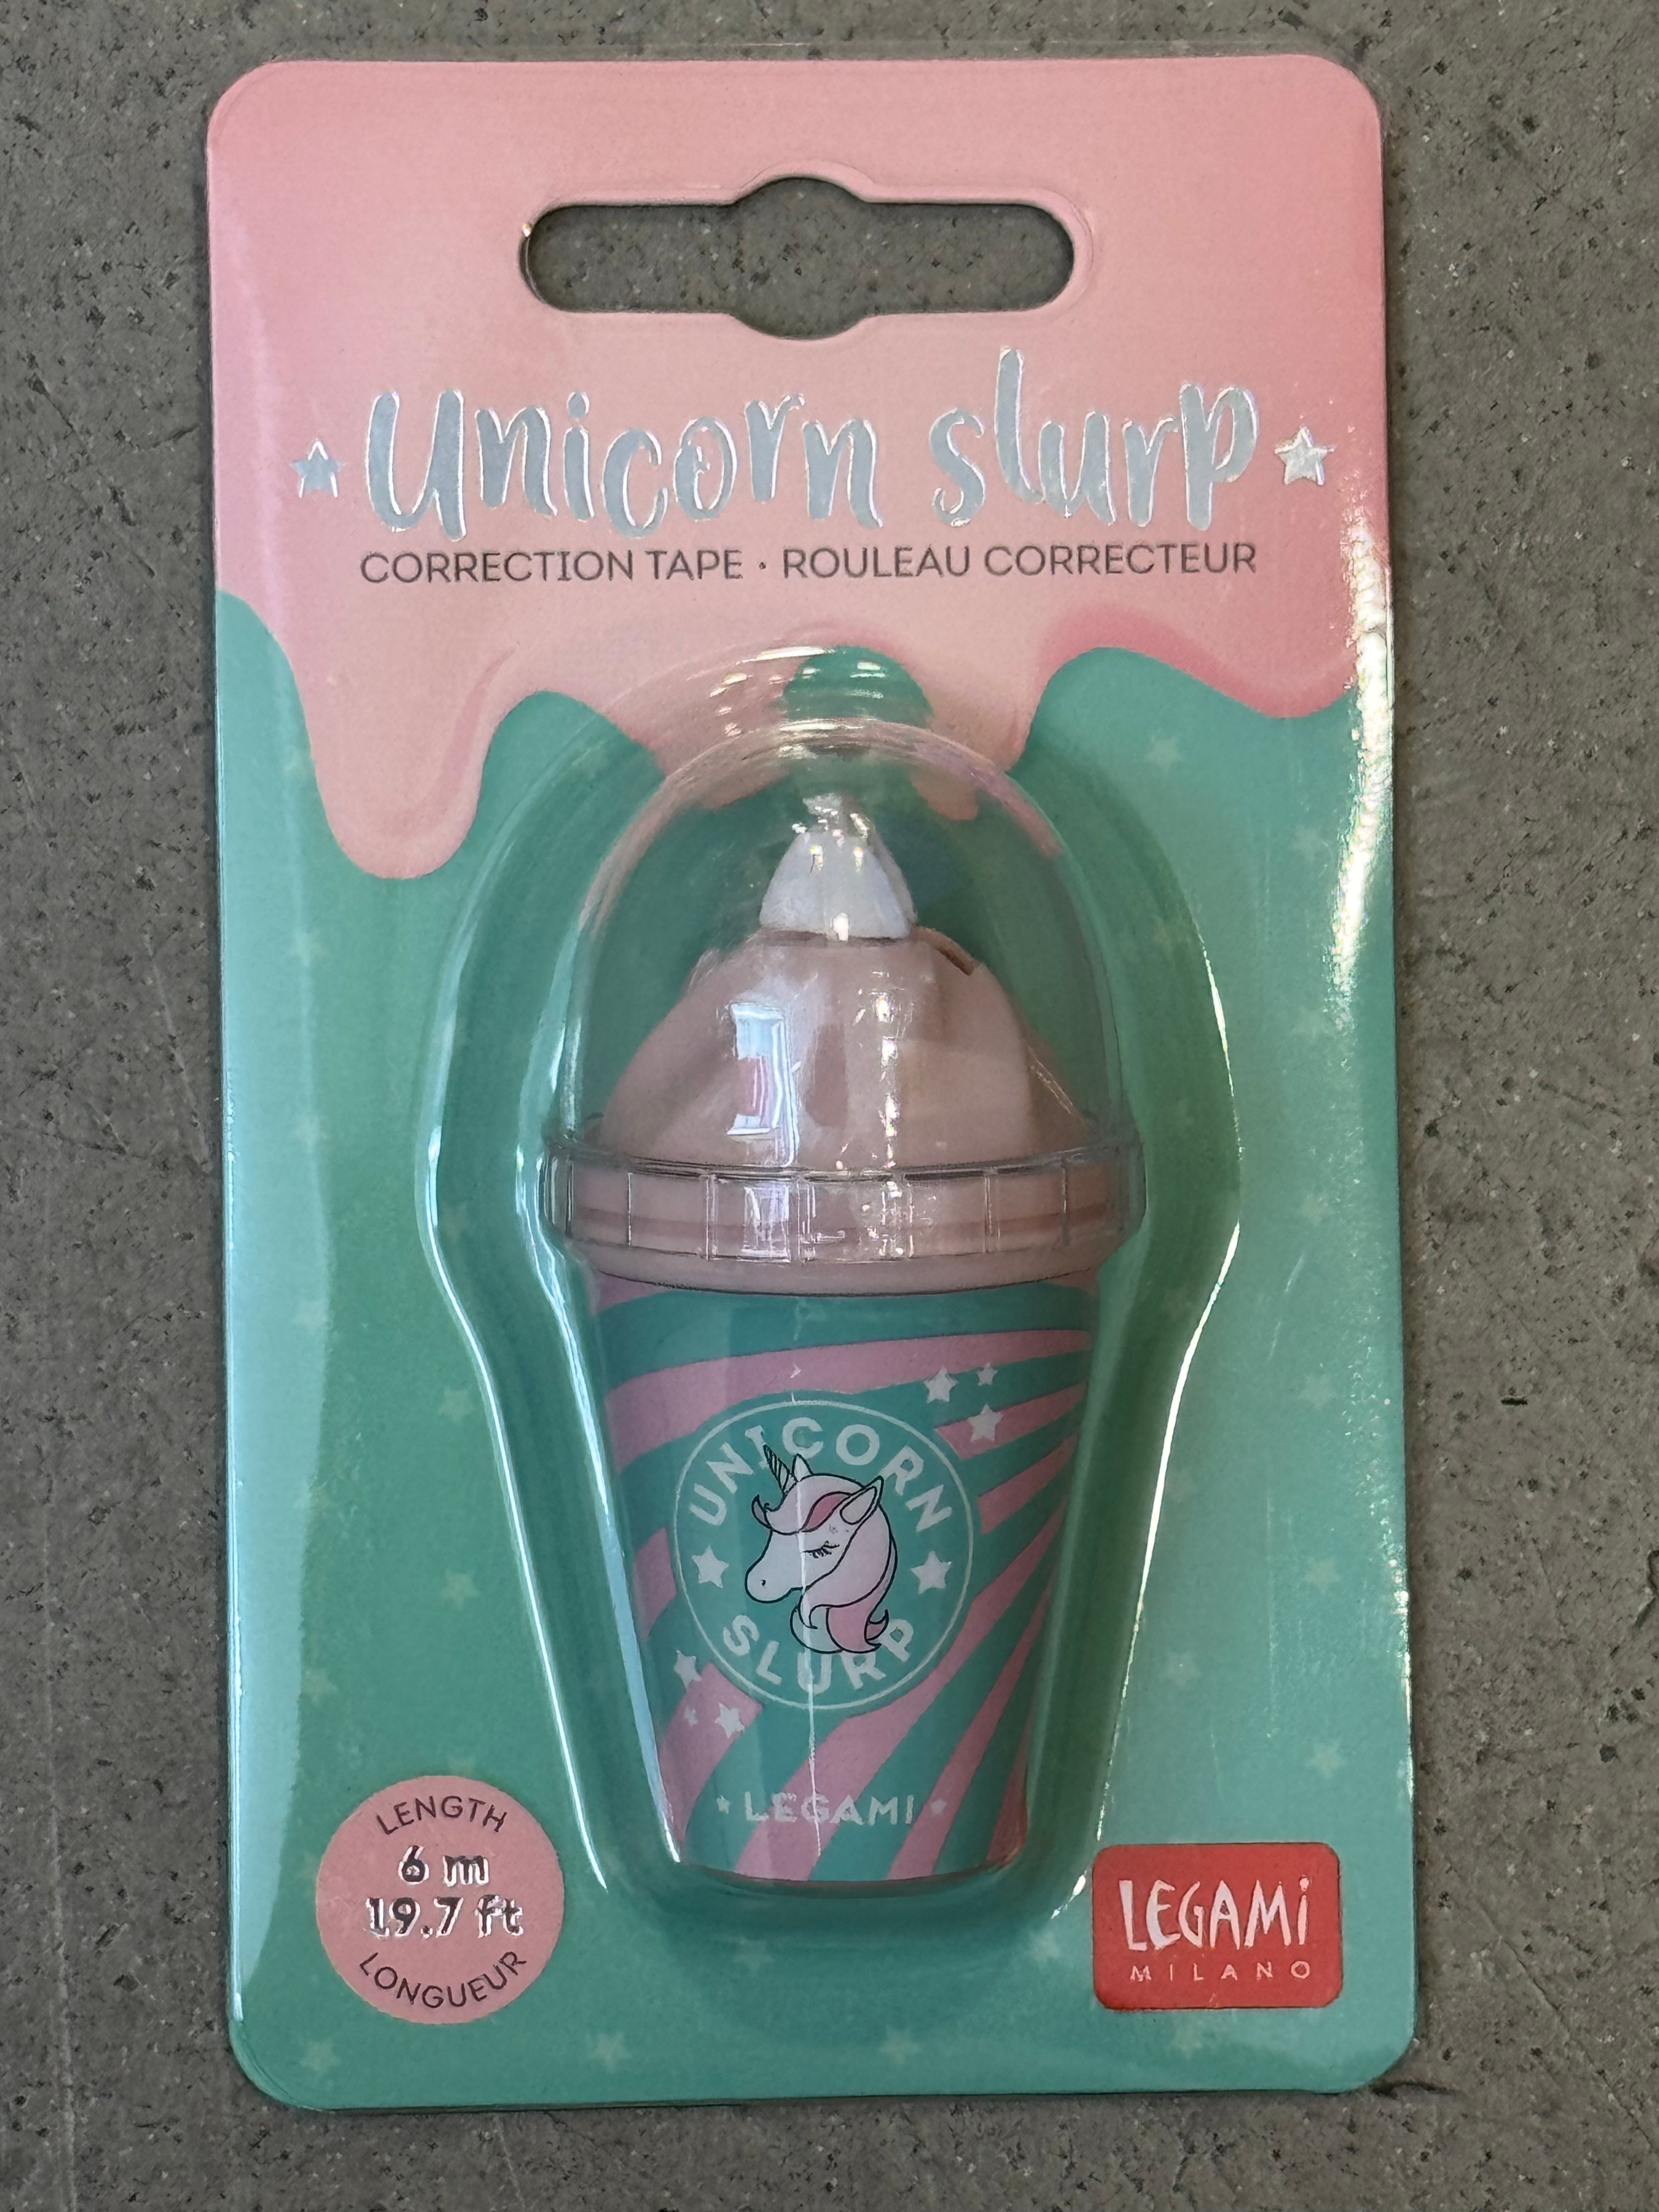 Unicorn slurp
CORRECTION TAPE • ROULEAU CORRECTEUR
UNICORN
SLURP
LEGAMI
LENGTH
6 m
19.7 ft
LONGUEUR
LEGAMI
MILANO